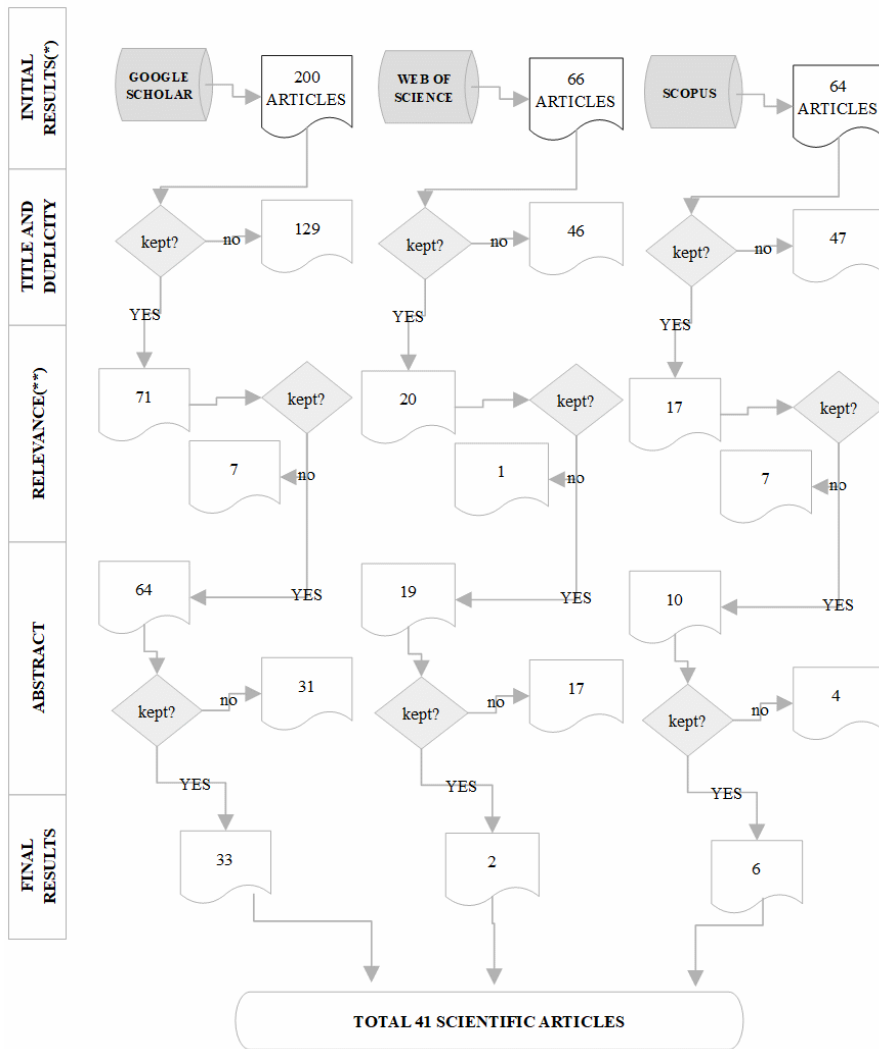 INITIAL
RESULTS(*)
GOOGLE
SCHOLAR
200
ARTICLES
WEB OF
SCIENCE
66
ARTICLES
SCOPUS
64
ARTICLES
TITLE AND
DUPLICITY
kept?
no
129
kept?
no
46
kept?
no
47
YES
YES
YES
RELEVANCE(**)
71
kept?
20
kept?
17
kept?
7
no
1
no
7
no
YES
YES
YES
ABSTRACT
64
19
10
kept?
no
31
kept?
no
17
kept?
no
4
YES
YES
YES
FINAL
RESULTS
33
2
6
TOTAL 41 SCIENTIFIC ARTICLES